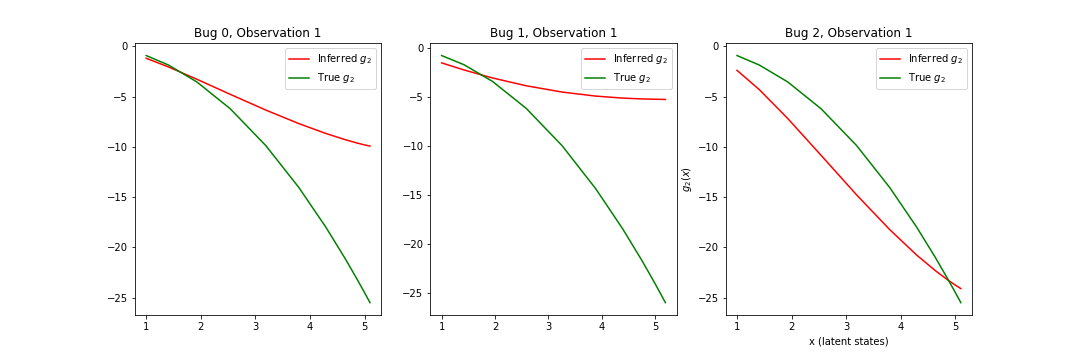 Bug 0, Observation 1
Inferred g₂
True g₂
0
−5
−10
−15
−20
−25
1 2 3 4 5
Bug 1, Observation 1
Inferred g₂
True g₂
0
−5
−10
−15
−20
−25
1 2 3 4 5
Bug 2, Observation 1
Inferred g₂
True g₂
g₂(x)
0
−5
−10
−15
−20
−25
1 2 3 4 5
x (latent states)